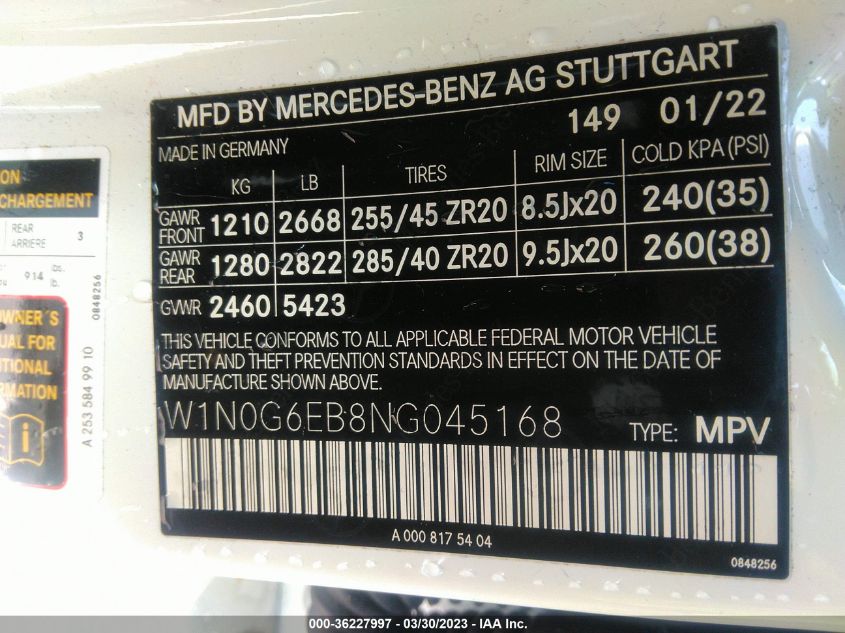 MFD BY MERCEDES-BENZ AG STUTTGART
149 01/22
MADE IN GERMANY
KG LB TIRES RIM SIZE COLD KPA (PSI)
GAWR FRONT 1210 2668 255/45 ZR20 8.5Jx20 240(35)
GAWR REAR 1280 2822 285/40 ZR20 9.5Jx20 260(38)
GVWR 2460 5423
THIS VEHICLE CONFORMS TO ALL APPLICABLE FEDERAL MOTOR VEHICLE
SAFETY AND THEFT PREVENTION STANDARDS IN EFFECT ON THE DATE OF
MANUFACTURE SHOWN ABOVE.
W1N0G6EB8NG045168 TYPE: MPV
A 000 817 54 04
0848256
CHARGEMENT
REAR
ARRIERE 3
914 lbs.
lb.
0848256
A 253 584 99 10
FOR
i
000-36227997 - 03/30/2023 - IAA Inc.